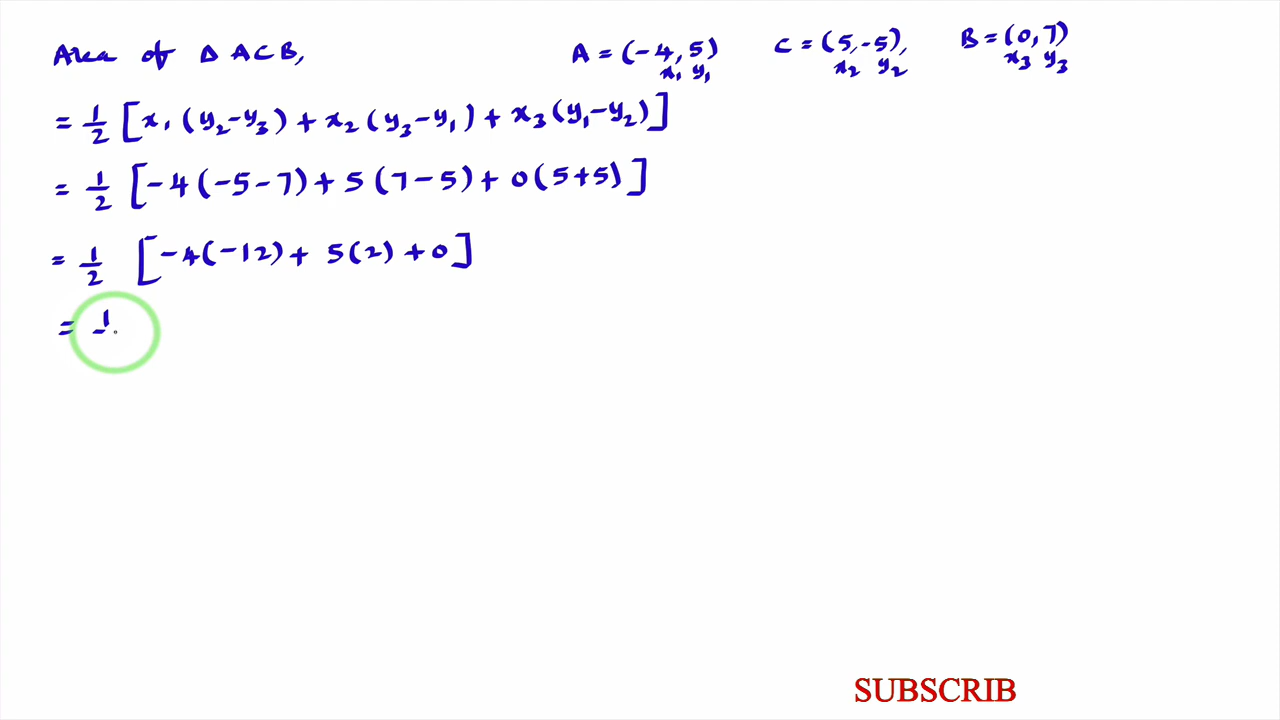 Area of Δ ACB, A = (-4, 5) C = (5, -5), B = (0, 7)
x₁ y₁ x₂ y₂ x₃ y₃
= 1/2 [x₁ (y₂-y₃) + x₂ (y₃-y₁) + x₃ (y₁-y₂)]
= 1/2 [-4 (-5-7) + 5 (7-5) + 0 (5+5)]
= 1/2 [-4(-12) + 5(2) + 0]
= 1
SUBSCRIB